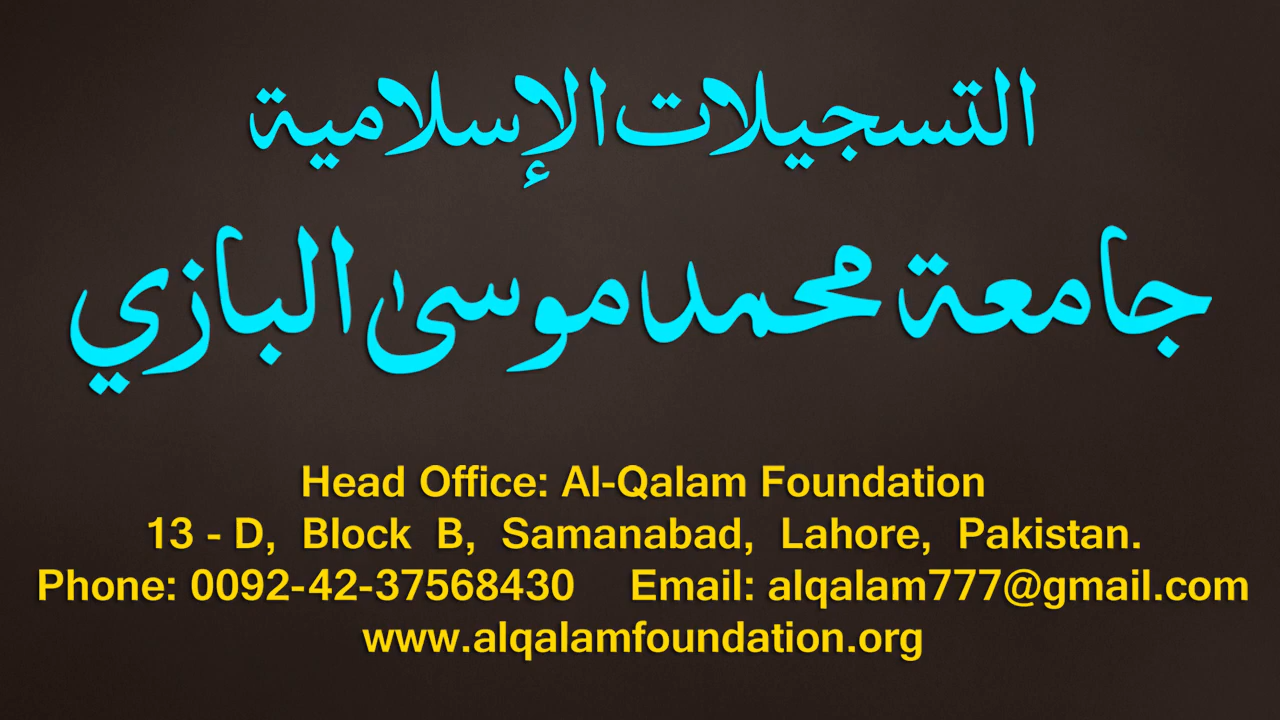 التسجيلات الإسلامية
جامعة محمد موسىٰ البازي
Head Office: Al-Qalam Foundation
13 - D, Block B, Samanabad, Lahore, Pakistan.
Phone: 0092-42-37568430 Email: alqalam777@gmail.com
www.alqalamfoundation.org